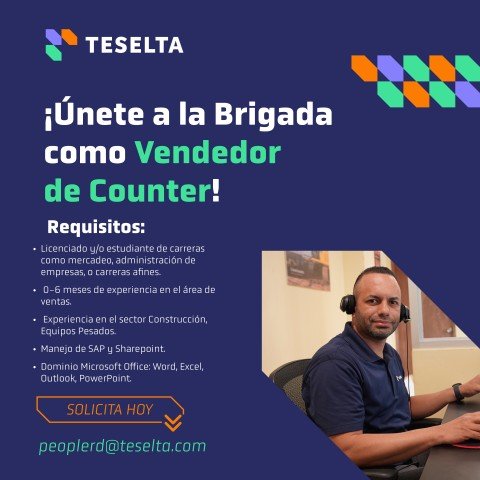 TESELTA
¡Únete a la Brigada
como Vendedor
de Counter!
Requisitos:
• Licenciado y/o estudiante de carreras
como mercadeo, administración de
empresas, o carreras afines.
• 0-6 meses de experiencia en el área de
ventas.
• Experiencia en el sector Construcción,
Equipos Pesados.
• Manejo de SAP y Sharepoint.
• Dominio Microsoft Office: Word, Excel,
Outlook, PowerPoint.
SOLICITA HOY
peoplerd@teselta.com